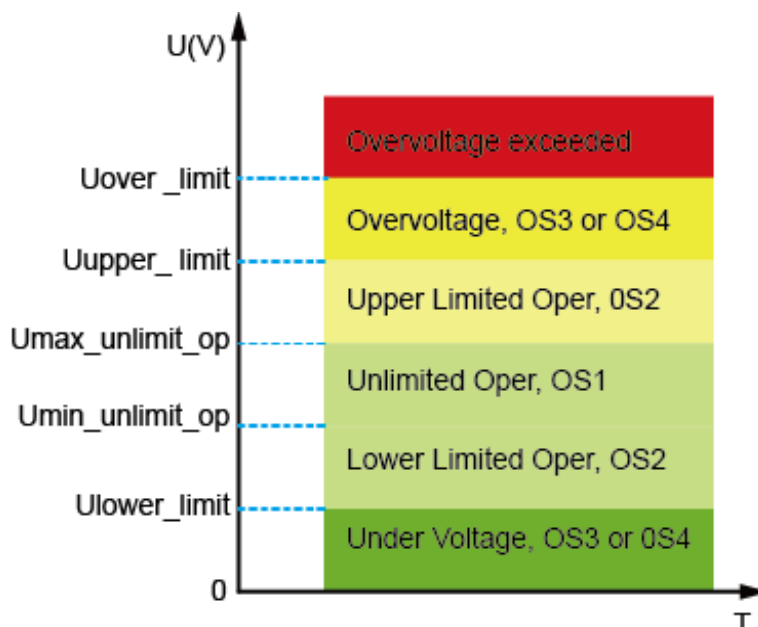 U(V)
Overvoltage exceeded
Uover _limit
Overvoltage, OS3 or OS4
Uupper_ limit
Upper Limited Oper, 0S2
Umax_unlimit_op
Unlimited Oper, OS1
Umin_unlimit_op
Lower Limited Oper, OS2
Ulower_limit
Under Voltage, OS3 or 0S4
0
T